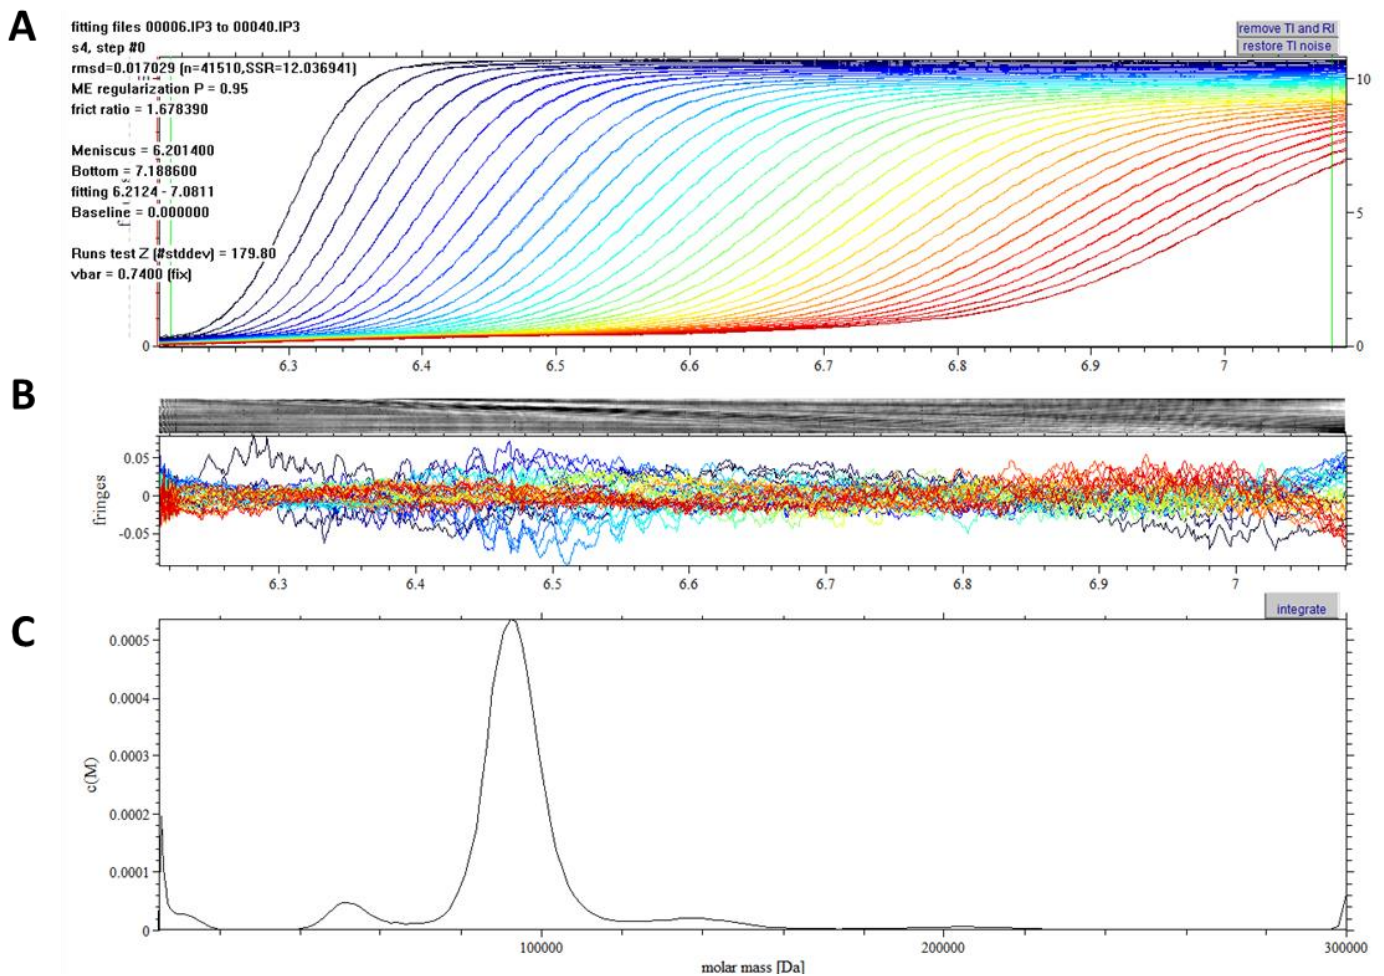 A
fitting files 00006.IP3 to 00040.IP3
s4, step #0
rmsd=0.017029 (n=41510,SSR=12.036941)
ME regularization P = 0.95
frict ratio = 1.678390
Meniscus = 6.201400
Bottom = 7.188600
fitting 6.2124 - 7.0811
Baseline = 0.000000
Runs test Z (#stddev) = 179.80
vbar = 0.7400 (fix)
remove TI and RI
restore TI noise
10
5
0
0
6.3 6.4 6.5 6.6 6.7 6.8 6.9 7
B
0.05
0
-0.05
fringes
6.3 6.4 6.5 6.6 6.7 6.8 6.9 7
C
integrate
0.0005
0.0004
0.0003
0.0002
0.0001
0
c(M)
100000 200000 300000
molar mass [Da]